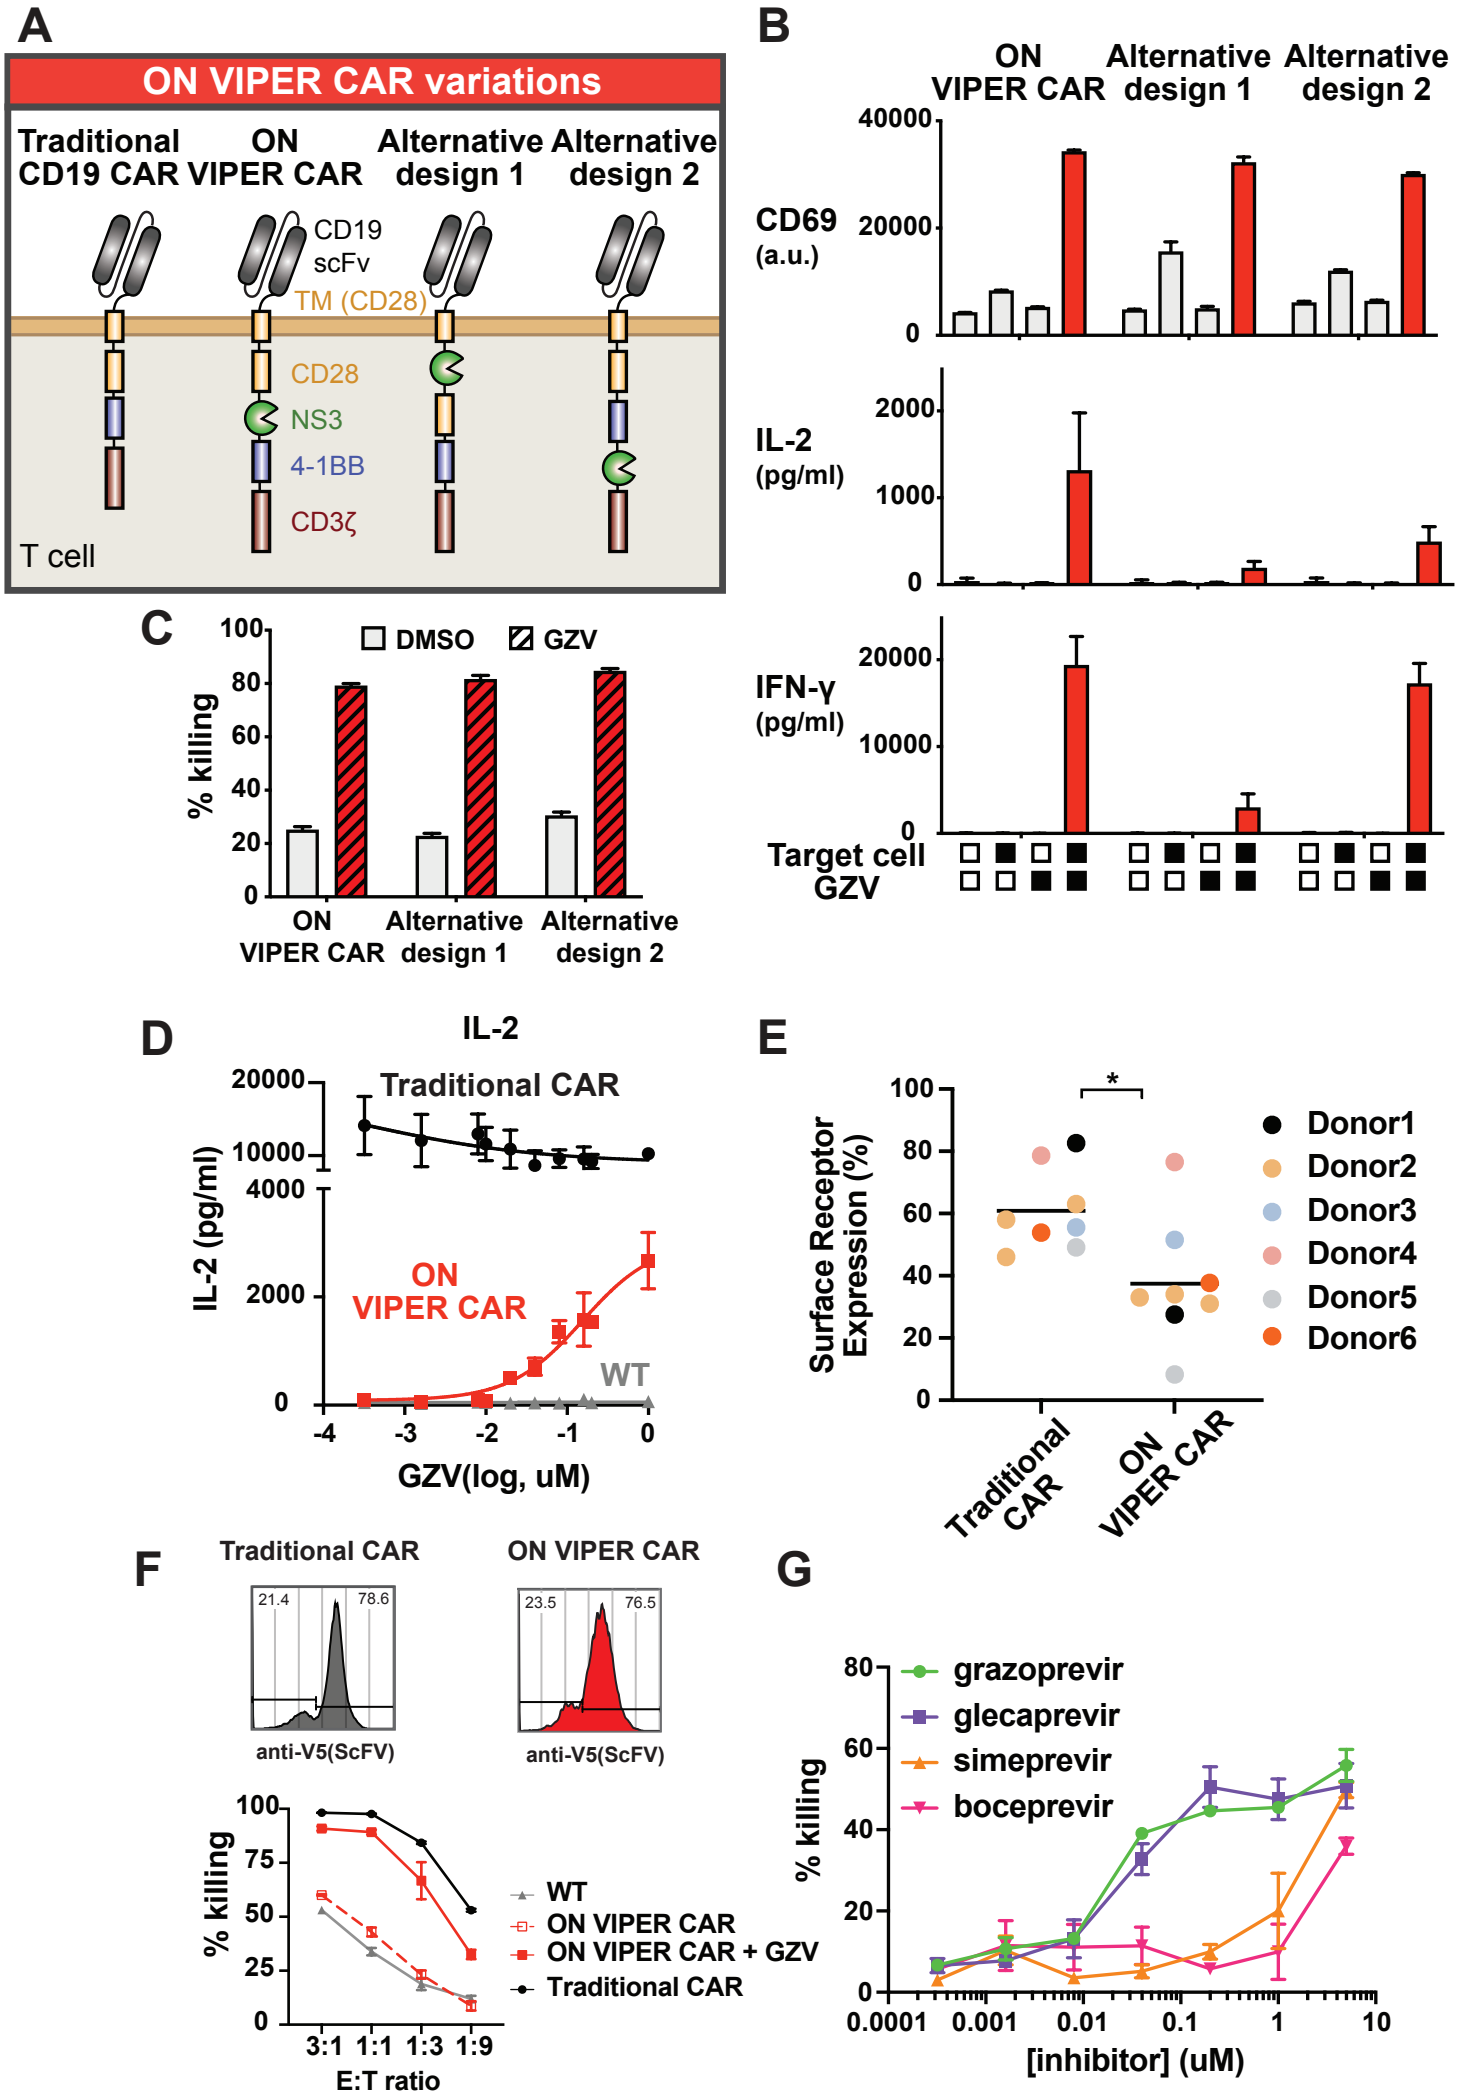 A
ON VIPER CAR variations
Traditional
CD19 CAR
ON
VIPER CAR
Alternative
design 1
Alternative
design 2
CD19
scFv
TM (CD28)
CD28
NS3
4-1BB
CD3ζ
T cell
B
ON
VIPER CAR
Alternative
design 1
Alternative
design 2
CD69
(a.u.)
40000
20000
0
IL-2
(pg/ml)
2000
1000
0
IFN-γ
(pg/ml)
20000
10000
0
Target cell
GZV
C
% killing
100
80
60
40
20
0
DMSO
GZV
ON
VIPER CAR
Alternative
design 1
Alternative
design 2
D
IL-2
IL-2 (pg/ml)
20000
10000
4000
2000
0
Traditional CAR
ON
VIPER CAR
WT
-4 -3 -2 -1 0
GZV(log, uM)
E
Surface Receptor
Expression (%)
100
80
60
40
20
0
*
Donor1
Donor2
Donor3
Donor4
Donor5
Donor6
Traditional
CAR
ON
VIPER CAR
F
Traditional CAR
21.4 78.6
anti-V5(ScFV)
ON VIPER CAR
23.5 76.5
anti-V5(ScFV)
% killing
100
75
50
25
0
3:1 1:1 1:3 1:9
E:T ratio
WT
ON VIPER CAR
ON VIPER CAR + GZV
Traditional CAR
G
% killing
80
60
40
20
0
grazoprevir
glecaprevir
simeprevir
boceprevir
0.0001 0.001 0.01 0.1 1 10
[inhibitor] (uM)